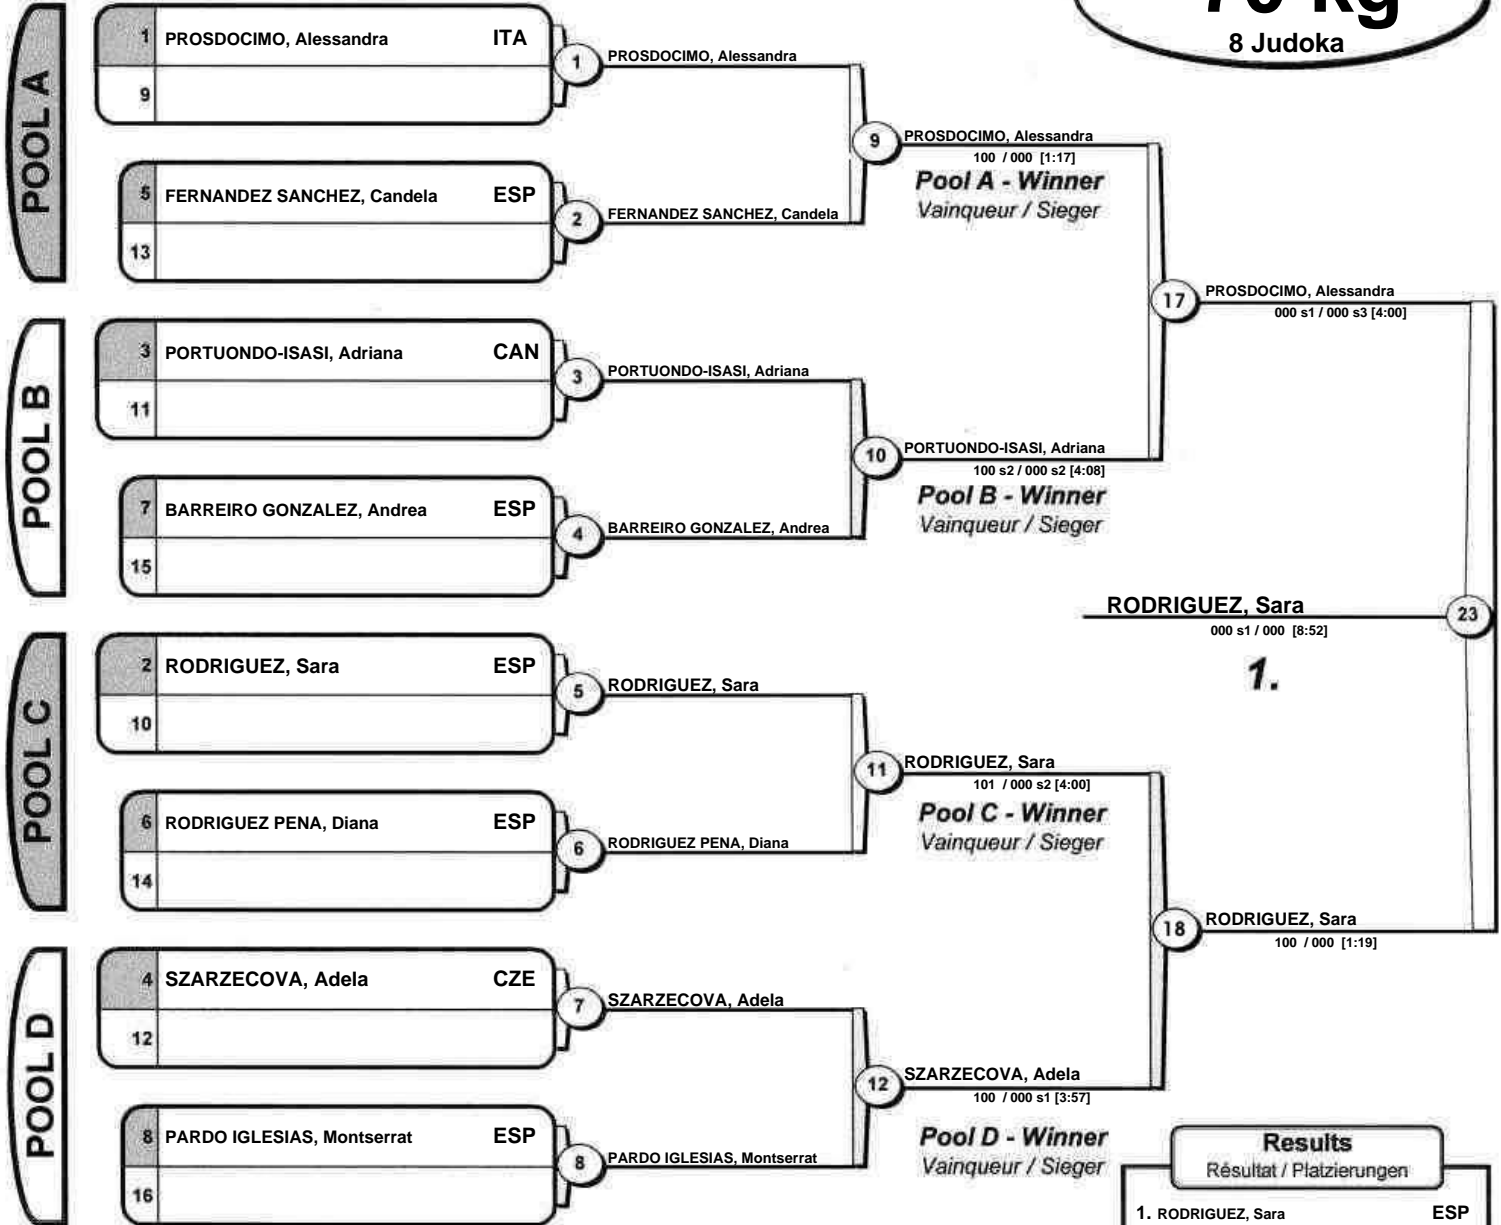 70 kg
8 Judoka
POOL A
1 PROSDOCIMO, Alessandra ITA
9
5 FERNANDEZ SANCHEZ, Candela ESP
13
1 PROSDOCIMO, Alessandra
2 FERNANDEZ SANCHEZ, Candela
9 PROSDOCIMO, Alessandra
100 / 000 [1:17]
Pool A - Winner
Vainqueur / Sieger
POOL B
3 PORTUONDO-ISASI, Adriana CAN
11
7 BARREIRO GONZALEZ, Andrea ESP
15
3 PORTUONDO-ISASI, Adriana
4 BARREIRO GONZALEZ, Andrea
10 PORTUONDO-ISASI, Adriana
100 s2 / 000 s2 [4:08]
Pool B - Winner
Vainqueur / Sieger
17 PROSDOCIMO, Alessandra
000 s1 / 000 s3 [4:00]
POOL C
2 RODRIGUEZ, Sara ESP
10
6 RODRIGUEZ PENA, Diana ESP
14
5 RODRIGUEZ, Sara
6 RODRIGUEZ PENA, Diana
11 RODRIGUEZ, Sara
101 / 000 s2 [4:00]
Pool C - Winner
Vainqueur / Sieger
POOL D
4 SZARZECOVA, Adela CZE
12
8 PARDO IGLESIAS, Montserrat ESP
16
7 SZARZECOVA, Adela
8 PARDO IGLESIAS, Montserrat
12 SZARZECOVA, Adela
100 / 000 s1 [3:57]
Pool D - Winner
Vainqueur / Sieger
18 RODRIGUEZ, Sara
100 / 000 [1:19]
RODRIGUEZ, Sara 23
000 s1 / 000 [8:52]
1.
Results
Résultat / Platzierungen
1. RODRIGUEZ, Sara ESP